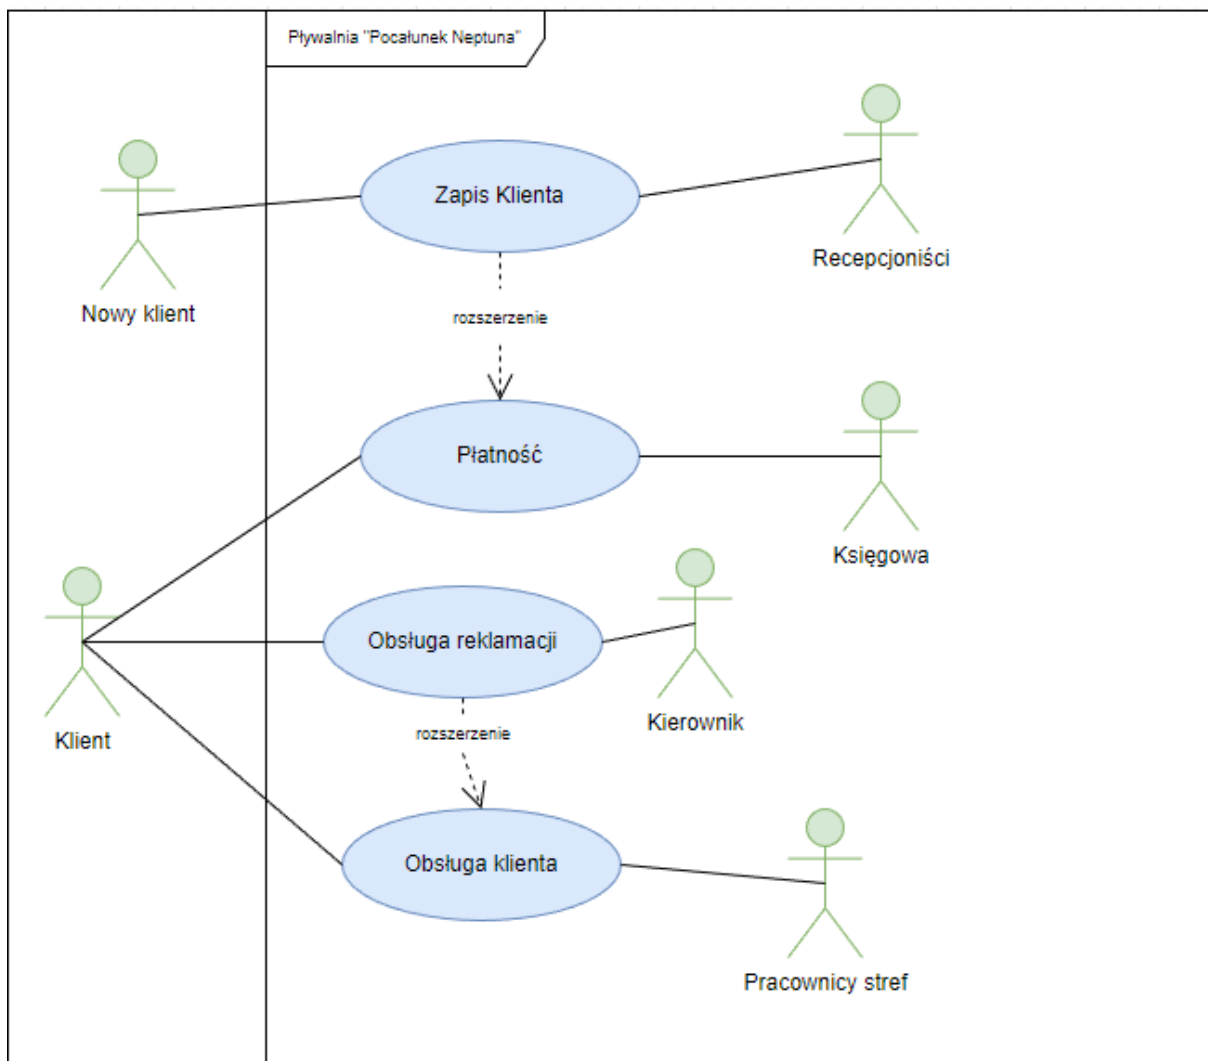 Pływalnia "Pocałunek Neptuna"
Zapis Klienta
Recepcjoniści
Nowy klient
rozszerzenie
Płatność
Księgowa
Obsługa reklamacji
Kierownik
Klient
rozszerzenie
Obsługa klienta
Pracownicy stref